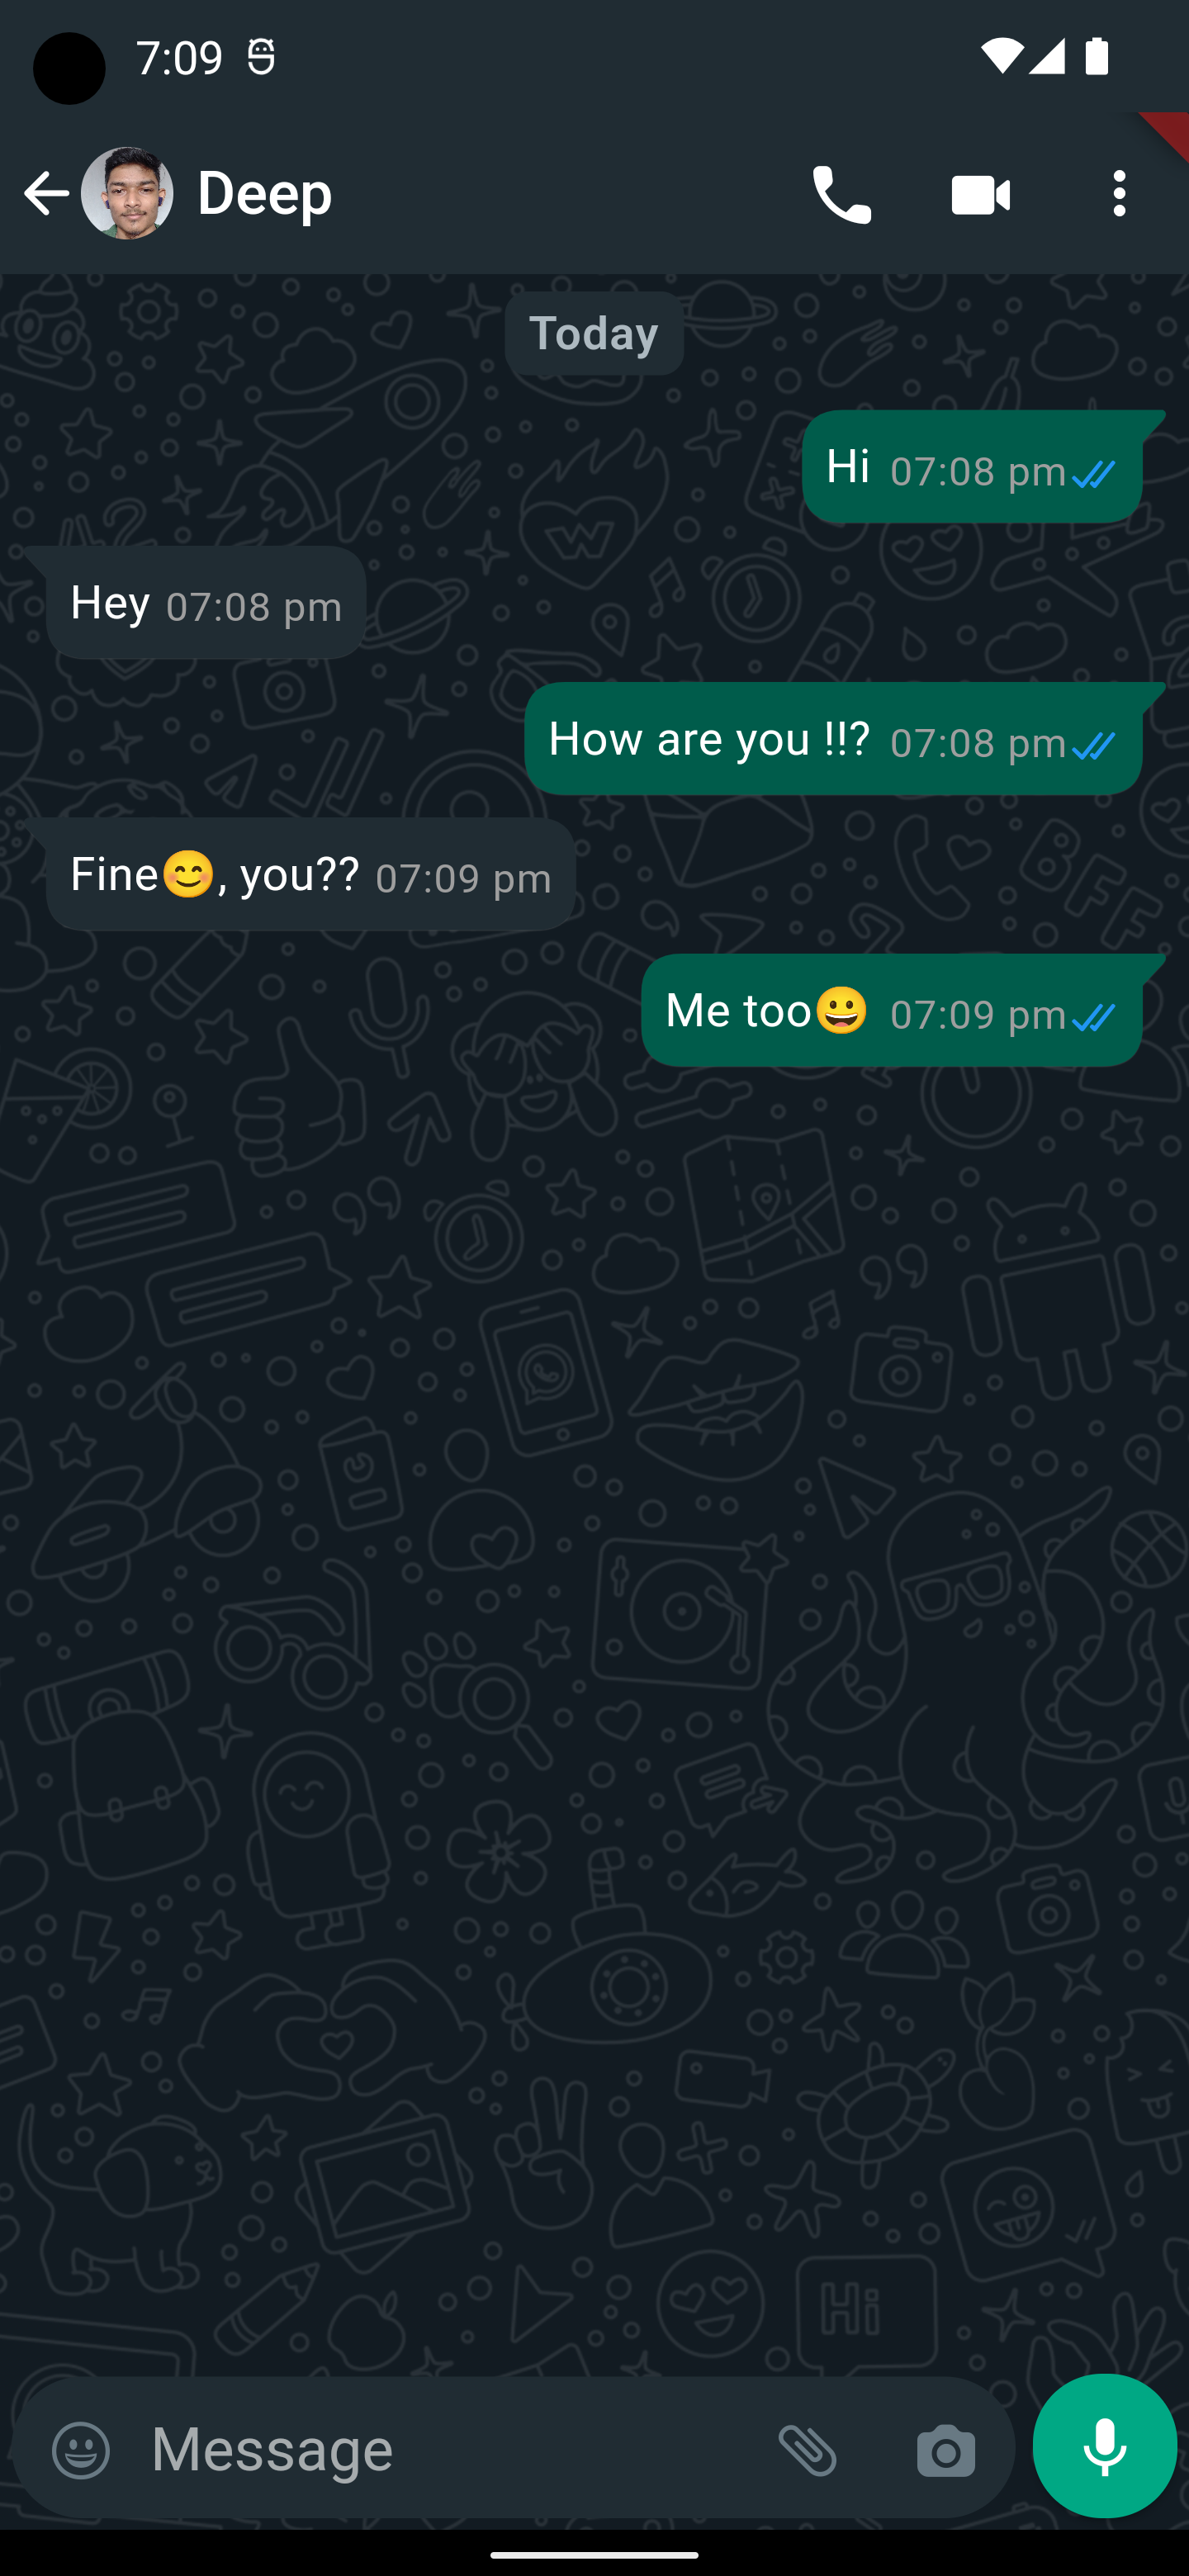 7:09
Deep
Today
Hi 07:08 pm
Hey 07:08 pm
How are you !!? 07:08 pm
Fine😊, you?? 07:09 pm
Me too😀 07:09 pm
Hi
Message